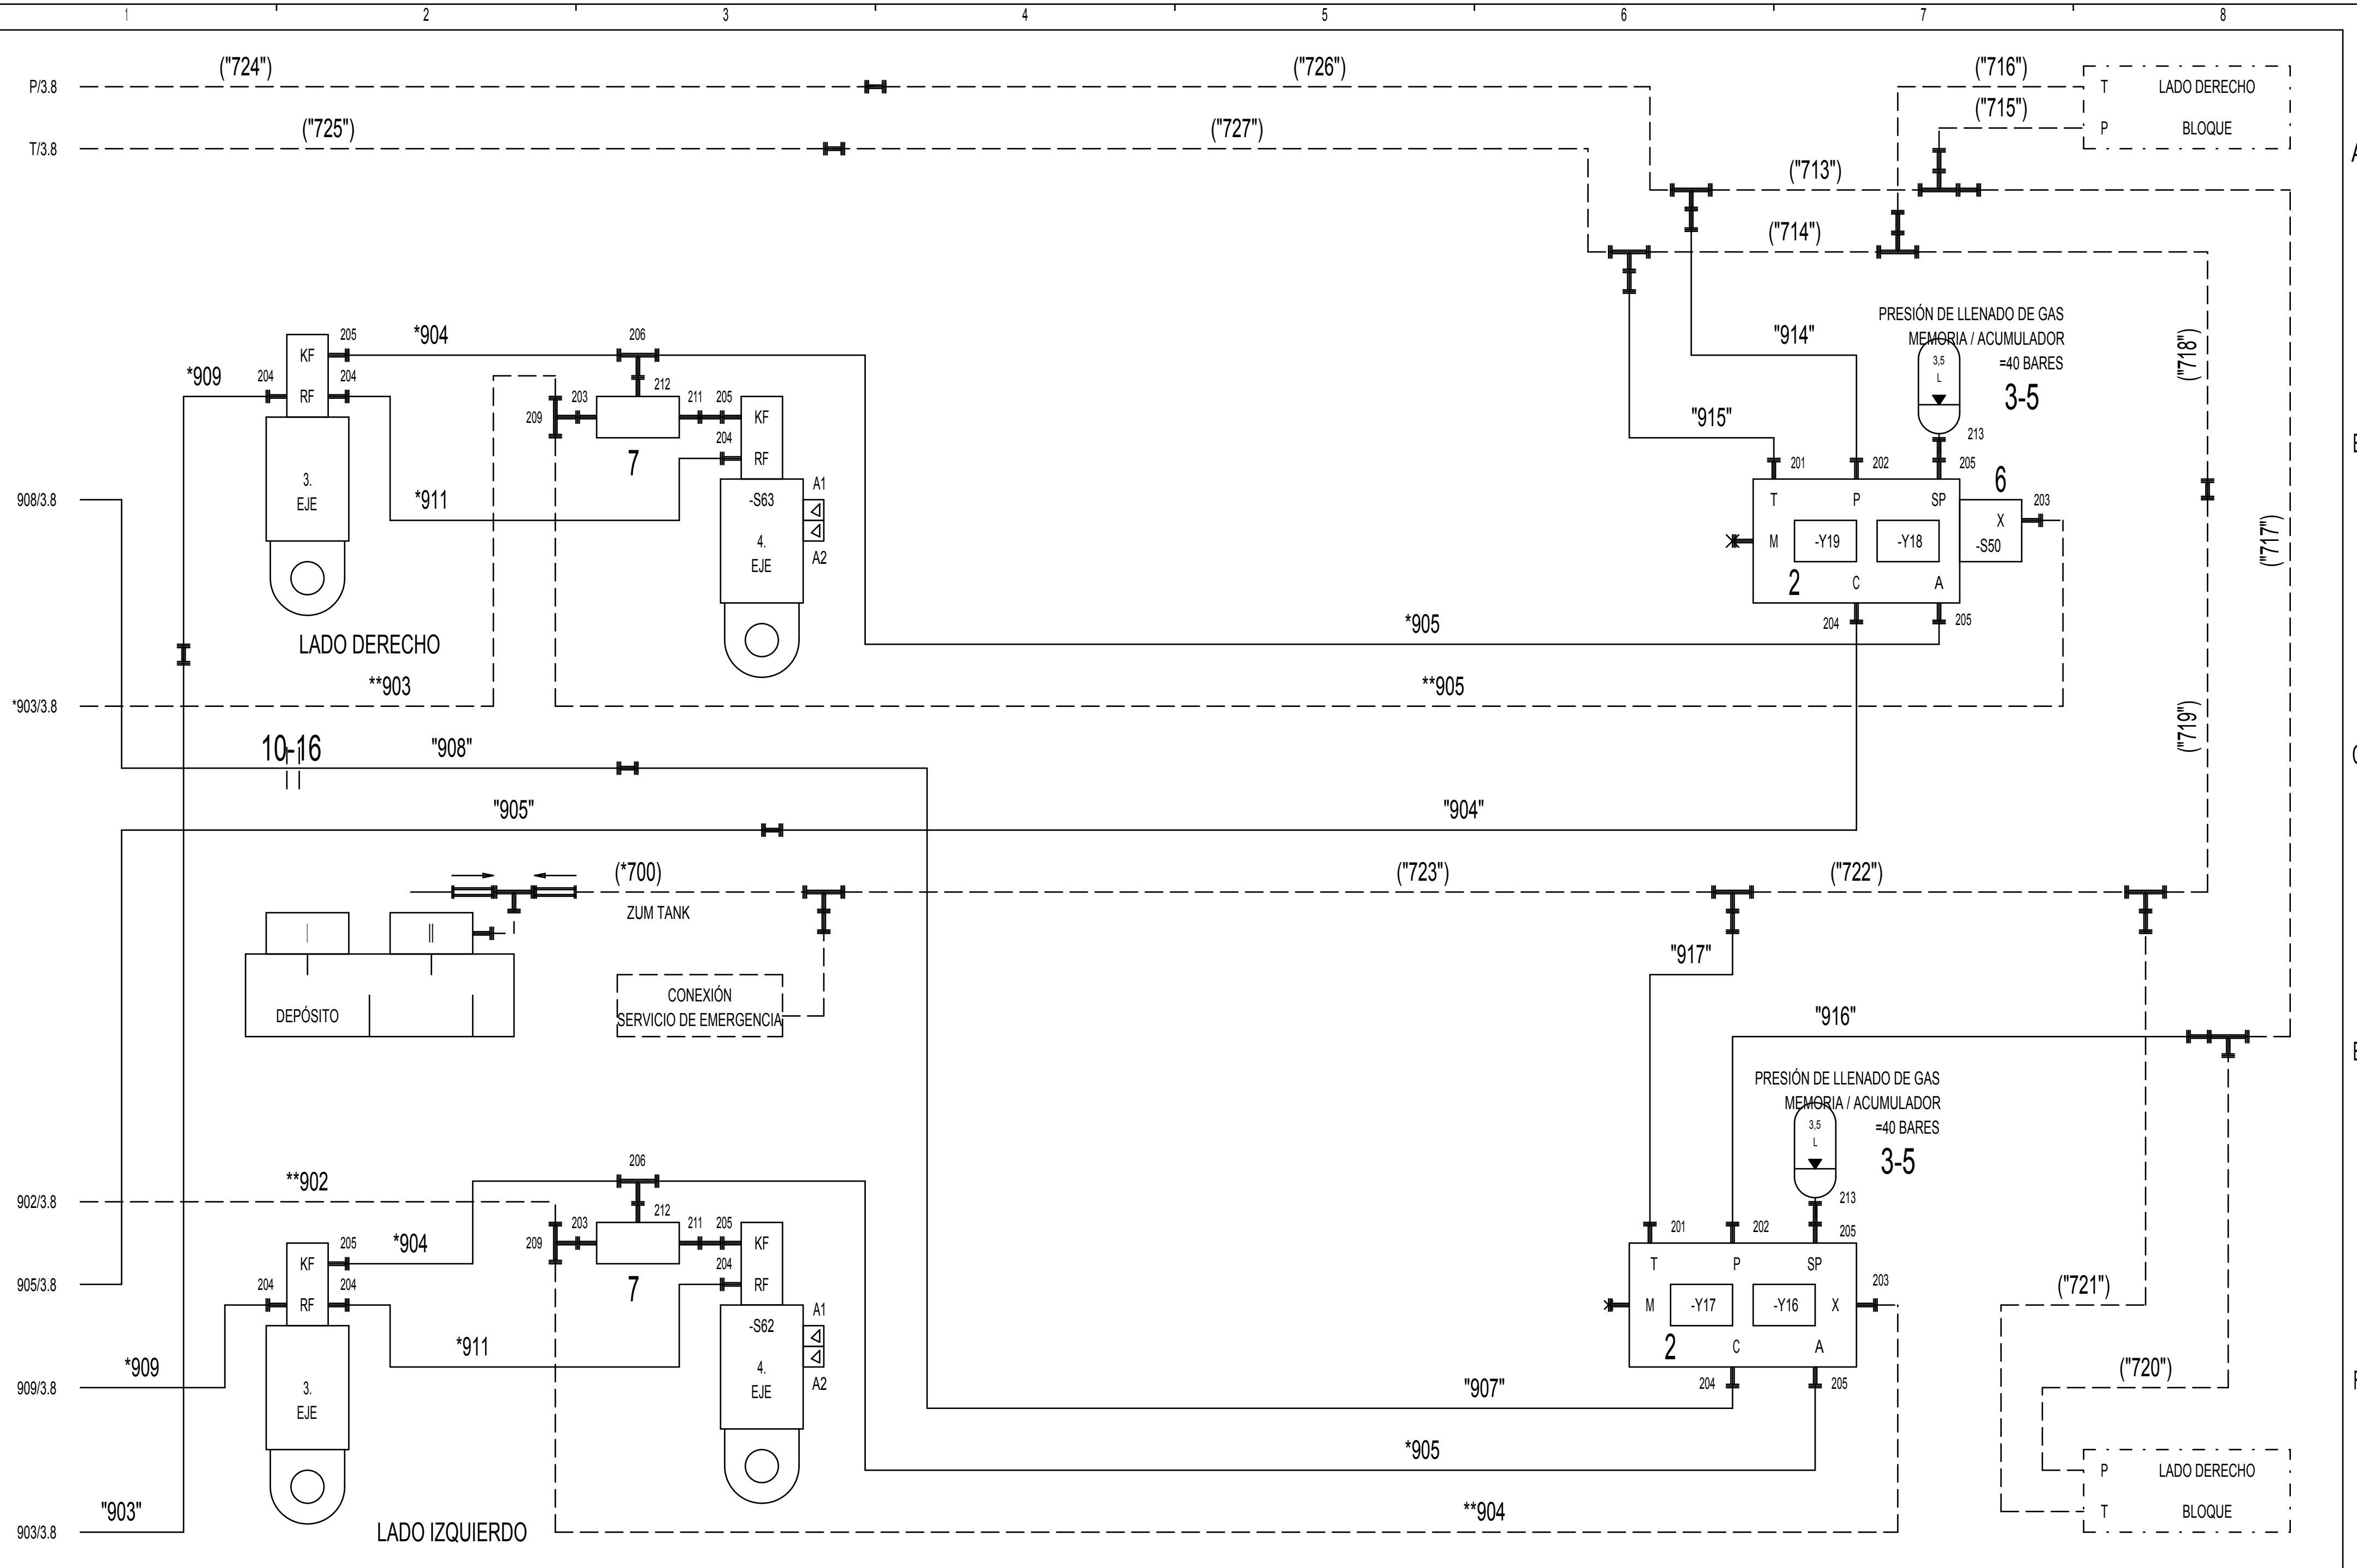 1 2 3 4 5 6 7 8
("724") ("726") ("716")
P/3.8 T LADO DERECHO
("715")
("725") ("727") P BLOQUE
T/3.8
("713")
("714")
PRESIÓN DE LLENADO DE GAS
MEMORIA / ACUMULADOR
=40 BARES
3,5
L
3-5
("718")
"914"
"915"
205 *904 206
KF
*909 204 RF 204
212
203 211 205
209 KF
204
7 RF
3.
EJE
*911
-S63
4.
EJE
A1
A2
908/3.8
213
201 202 205 6 203
T P SP X
M -Y19 -Y18 -S50
2 C A
204 205
("717")
LADO DERECHO
*905
**903 **905
*903/3.8
("719")
10-16 "908"
"905" "904"
(*700) ("723") ("722")
ZUM TANK
I II
DEPÓSITO
CONEXIÓN
SERVICIO DE EMERGENCIA
"917"
"916"
PRESIÓN DE LLENADO DE GAS
MEMORIA / ACUMULADOR
=40 BARES
3,5
L
3-5
**902
902/3.8
206
212
203 211 205
209 KF
204
7 RF
205 *904
KF
204 RF 204
905/3.8
213
201 202 205
T P SP
203
M -Y17 -Y16 X
2 C A
204 205
("721")
-S62
4.
EJE
A1
A2
*911
*909
909/3.8
3.
EJE
("720")
"907"
*905
P LADO DERECHO
T BLOQUE
**904
"903"
903/3.8
LADO IZQUIERDO